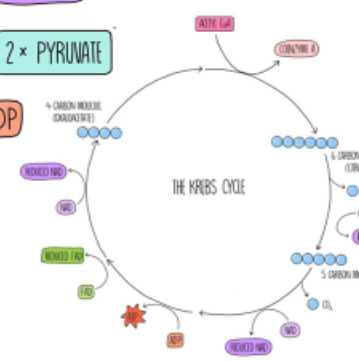 2 × PYRUVATE
ACETYL CoA
COENZYME A
DP
4 CARBON MOLECULE
(OXALOACETATE)
6 CARBON
(CITR
REDUCED NAD
THE KREBS CYCLE
NAD
REDUCED FAD
5 CARBON M
FAD
CO₂
ATP
ADP
NAD
REDUCED NAD